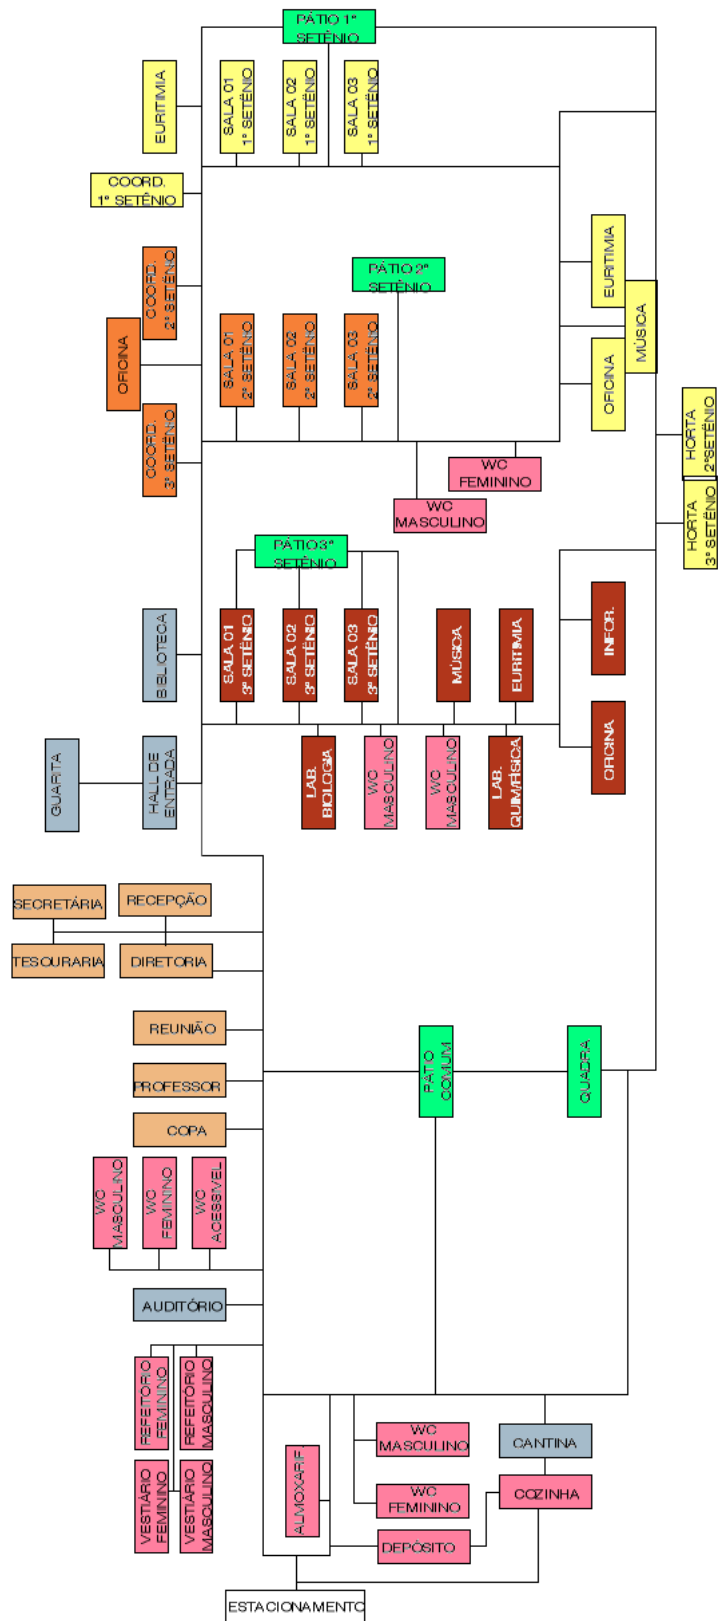 PÁTIO 1º
SETÊNIO
EURITIMIA
SALA 01
1º SETÊNIO
SALA 02
1º SETÊNIO
SALA 03
1º SETÊNIO
COORD.
1º SETÊNIO
COORD.
2º SETÊNIO
PÁTIO 2º
SETÊNIO
EURITIMIA
MÚSICA
OFICINA
OFICINA
SALA 01
2º SETÊNIO
SALA 02
2º SETÊNIO
SALA 03
2º SETÊNIO
COORD.
3º SETÊNIO
WC
FEMININO
WC
MASCULINO
HORTA
2ºSETÊNIO
HORTA
3º SETÊNIO
PÁTIO 3º
SETÊNIO
BIBLIOTECA
SALA 01
3º SETÊNIO
SALA 02
3º SETÊNIO
SALA 03
3º SETÊNIO
MÚSICA
EURITIMIA
INFOR.
GUARITA
HALL DE
ENTRADA
LAB.
BIOLOGIA
WC
MASCULINO
WC
MASCULINO
LAB.
QUIM/FÍSICA
OFICINA
SECRETÁRIA
RECEPÇÃO
TESOURARIA
DIRETORIA
REUNIÃO
PROFESSOR
COPA
PÁTIO
COMUM
QUADRA
WC
MASCULINO
WC
FEMININO
WC
ACESSIVEL
AUDITÓRIO
REFEITÓRIO
FEMININO
REFEITÓRIO
MASCULINO
VESTIÁRIO
FEMININO
VESTIÁRIO
MASCULINO
ALMOXARIF.
WC
MASCULINO
WC
FEMININO
DEPÓSITO
CANTINA
COZINHA
ESTACIONAMENTO